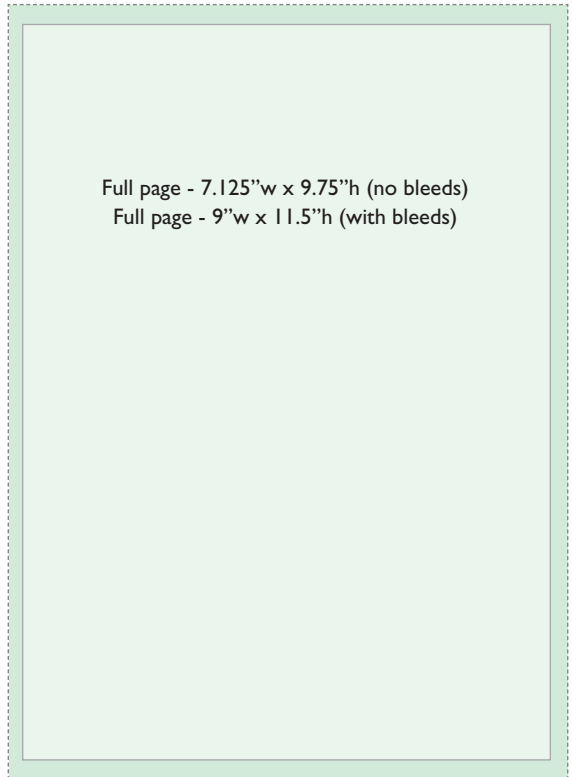 Full page - 7.125”w x 9.75”h (no bleeds)
Full page - 9”w x 11.5”h (with bleeds)